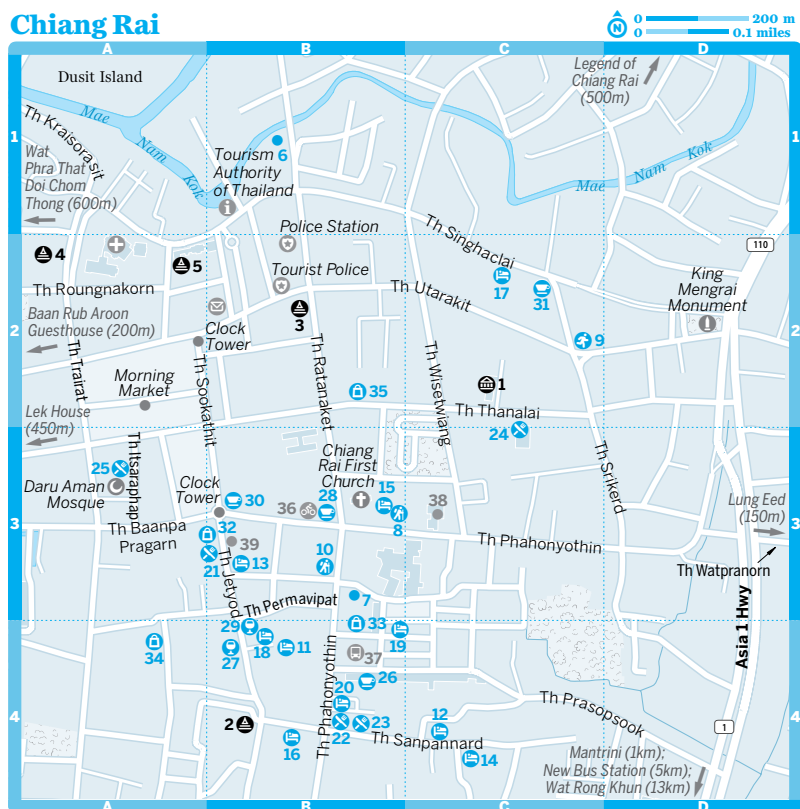 Chiang Rai
N
0 200 m
0 0.1 miles
A
B
C
D
Dusit Island
Legend of
Chiang Rai
(500m)
Th Kraisorasit
Mae Nam Kok
1
1
6
Tourism
Authority
of Thailand
Wat
Phra That
Doi Chom
Thong (600m)
Mae Nam Kok
Police Station
Th Singhaclai
4
5
110
Tourist Police
17
31
King
Mengrai
Monument
Th Roungnakorn
Th Utarakit
3
Baan Rub Aroon
Guesthouse (200m)
Clock
Tower
2
2
9
Th Trairat
Th Sookathit
Th Ratanaket
Th Wisetwiang
Morning
Market
35
1
Th Thanalai
Lek House
(450m)
24
Th Itsaraphap
25
Chiang
Rai First
Church
Th Srikerd
Daru Aman
Mosque
Clock
Tower
30
36
28
15
8
38
Lung Eed
(150m)
3
3
Th Baanpa
Pragarn
32
39
Th Phahonyothin
21
13
10
Th Watpranorn
Th Jetyod
Th Permavipat
7
29
33
34
27
18
11
19
37
Asia 1 Hwy
Th Phahonyothin
26
20
12
Th Prasopsook
4
4
2
16
22
23
Th Sanpannard
14
1
Mantrini (1km);
New Bus Station (5km);
Wat Rong Khun (13km)
A
B
C
D